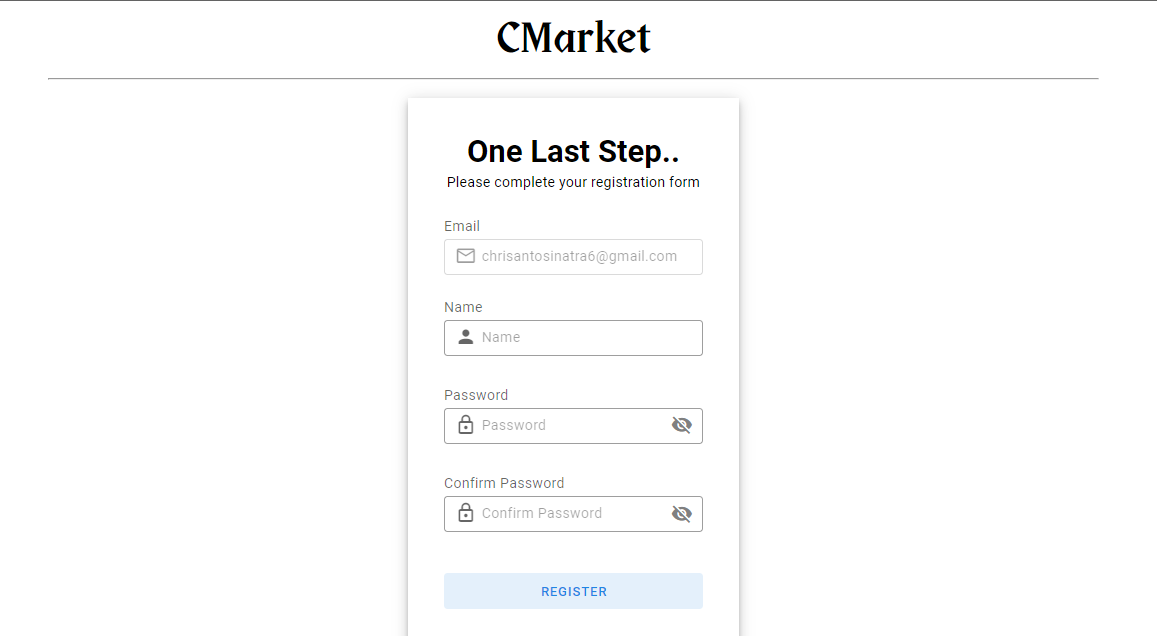 CMarket
One Last Step..
Please complete your registration form
Email
chrisantosinatra6@gmail.com
Name
Name
Password
Password
Confirm Password
Confirm Password
REGISTER